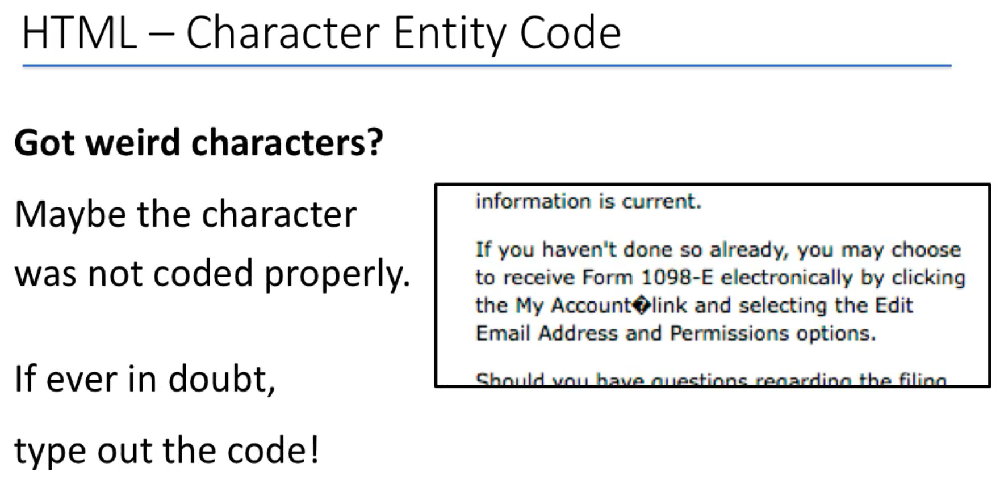 HTML – Character Entity Code
Got weird characters?
Maybe the character
was not coded properly.
If ever in doubt,
type out the code!
information is current.
If you haven't done so already, you may choose
to receive Form 1098-E electronically by clicking
the My Account�link and selecting the Edit
Email Address and Permissions options.
Should you have questions regarding the filing